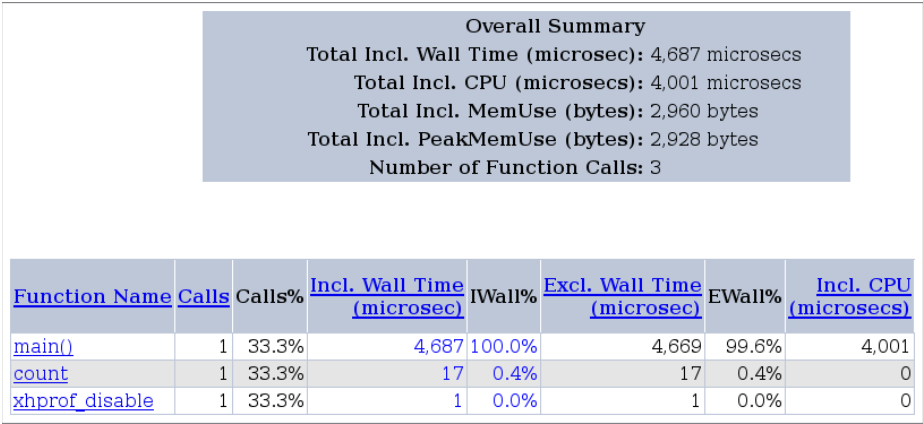 Overall Summary
Total Incl. Wall Time (microsec): 4,687 microsecs
Total Incl. CPU (microsecs): 4,001 microsecs
Total Incl. MemUse (bytes): 2,960 bytes
Total Incl. PeakMemUse (bytes): 2,928 bytes
Number of Function Calls: 3
Function Name Calls Calls% Incl. Wall Time (microsec) IWall% Excl. Wall Time (microsec) EWall% Incl. CPU (microsecs)
main() 1 33.3% 4,687 100.0% 4,669 99.6% 4,001
count 1 33.3% 17 0.4% 17 0.4% 0
xhprof_disable 1 33.3% 1 0.0% 1 0.0% 0